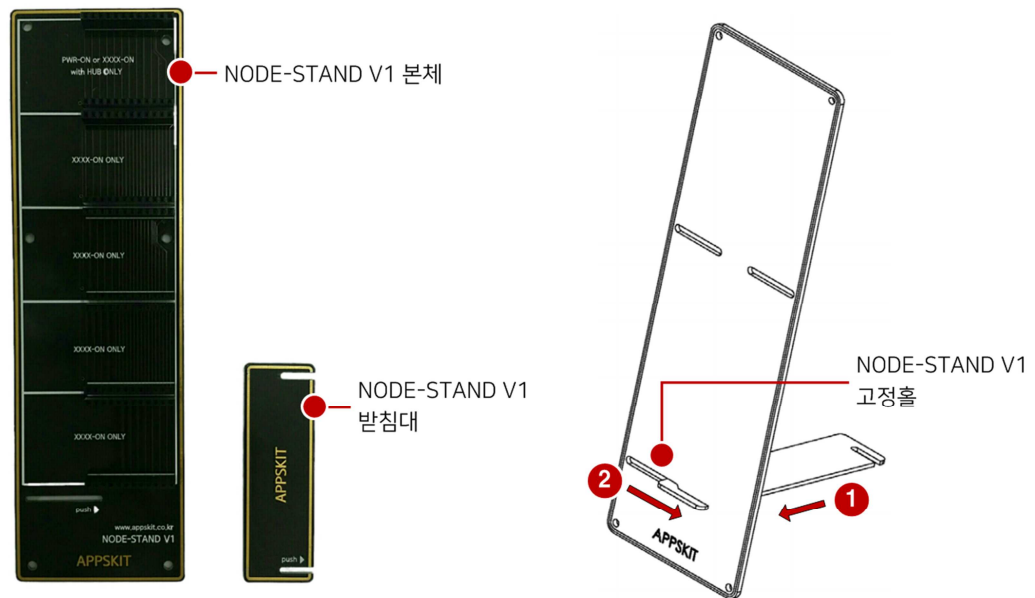 PWR-ON or XXXX-ON
with HUB ONLY
XXXX-ON ONLY
XXXX-ON ONLY
XXXX-ON ONLY
XXXX-ON ONLY
push
www.appskit.co.kr
NODE-STAND V1
APPSKIT
NODE-STAND V1 본체
APPSKIT
push
NODE-STAND V1
받침대
NODE-STAND V1
고정홀
2
1
APPSKIT